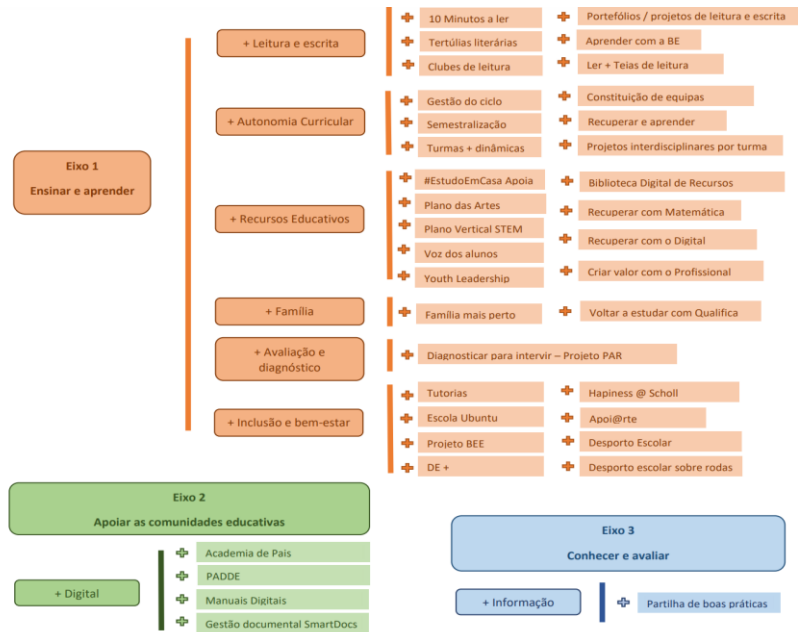 Eixo 1
Ensinar e aprender
+ Leitura e escrita
10 Minutos a ler
Portefólios / projetos de leitura e escrita
Tertúlias literárias
Aprender com a BE
Clubes de leitura
Ler + Teias de leitura
+ Autonomia Curricular
Gestão do ciclo
Constituição de equipas
Semestralização
Recuperar e aprender
Turmas + dinâmicas
Projetos interdisciplinares por turma
+ Recursos Educativos
#EstudoEmCasa Apoia
Biblioteca Digital de Recursos
Plano das Artes
Recuperar com Matemática
Plano Vertical STEM
Recuperar com o Digital
Voz dos alunos
Criar valor com o Profissional
Youth Leadership
+ Família
Família mais perto
Voltar a estudar com Qualifica
+ Avaliação e
diagnóstico
Diagnosticar para intervir – Projeto PAR
+ Inclusão e bem-estar
Tutorias
Hapiness @ Scholl
Escola Ubuntu
Apoi@rte
Projeto BEE
Desporto Escolar
DE +
Desporto escolar sobre rodas
Eixo 2
Apoiar as comunidades educativas
+ Digital
Academia de Pais
PADDE
Manuais Digitais
Gestão documental SmartDocs
Eixo 3
Conhecer e avaliar
+ Informação
Partilha de boas práticas